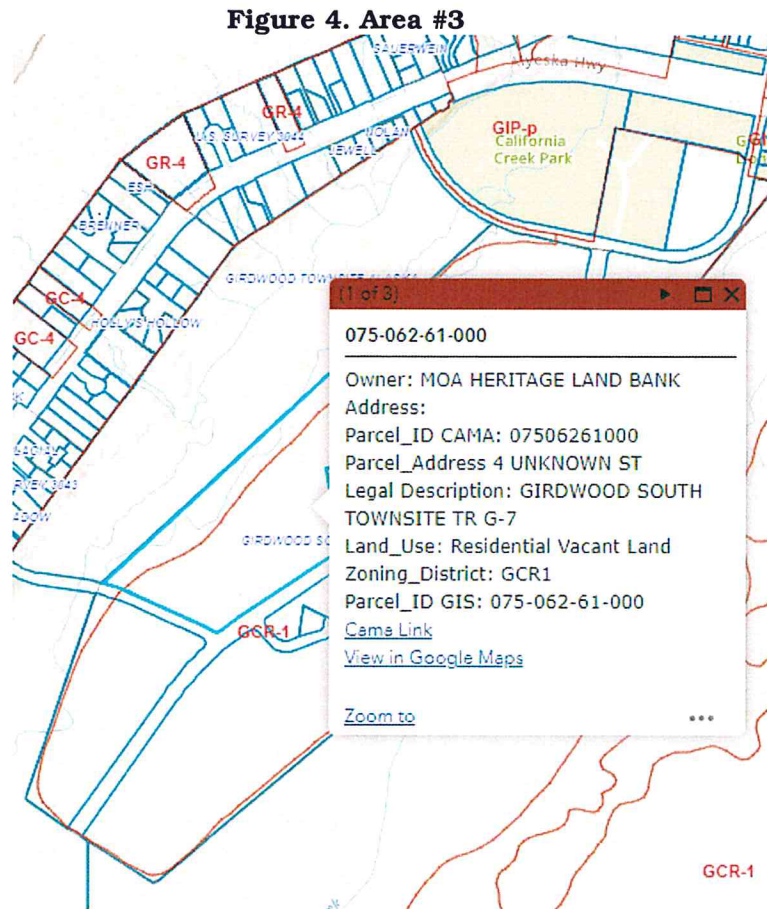 Figure 4. Area #3
SAUERWEIN
Alyeska Hwy
GR-4
U.S. SURVEY 3044
NOLAN
JEWELL
GIP-p
California
Creek Park
GR-4
BRENNER
GIRDWOOD TOWNSITE ALASKA
GC-4
HOLLY'S HOLLOW
GC-4
(1 of 3)
075-062-61-000
Owner: MOA HERITAGE LAND BANK
Address:
Parcel_ID CAMA: 07506261000
Parcel_Address 4 UNKNOWN ST
Legal Description: GIRDWOOD SOUTH
TOWNSITE TR G-7
Land_Use: Residential Vacant Land
Zoning_District: GCR1
Parcel_ID GIS: 075-062-61-000
Cama Link
View in Google Maps
Zoom to
GIRDWOOD SO
GCR-1
GCR-1